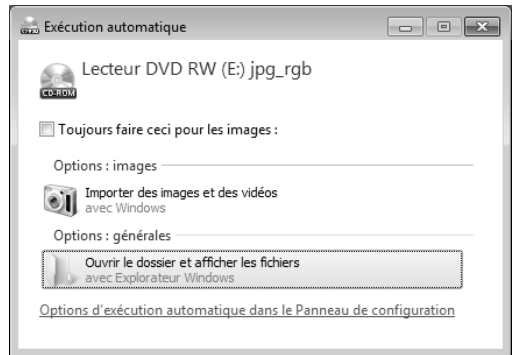 Exécution automatique
Lecteur DVD RW (E:) jpg_rgb
CD-ROM
Toujours faire ceci pour les images :
Options : images
Importer des images et des vidéos
avec Windows
Options : générales
Ouvrir le dossier et afficher les fichiers
avec Explorateur Windows
Options d'exécution automatique dans le Panneau de configuration